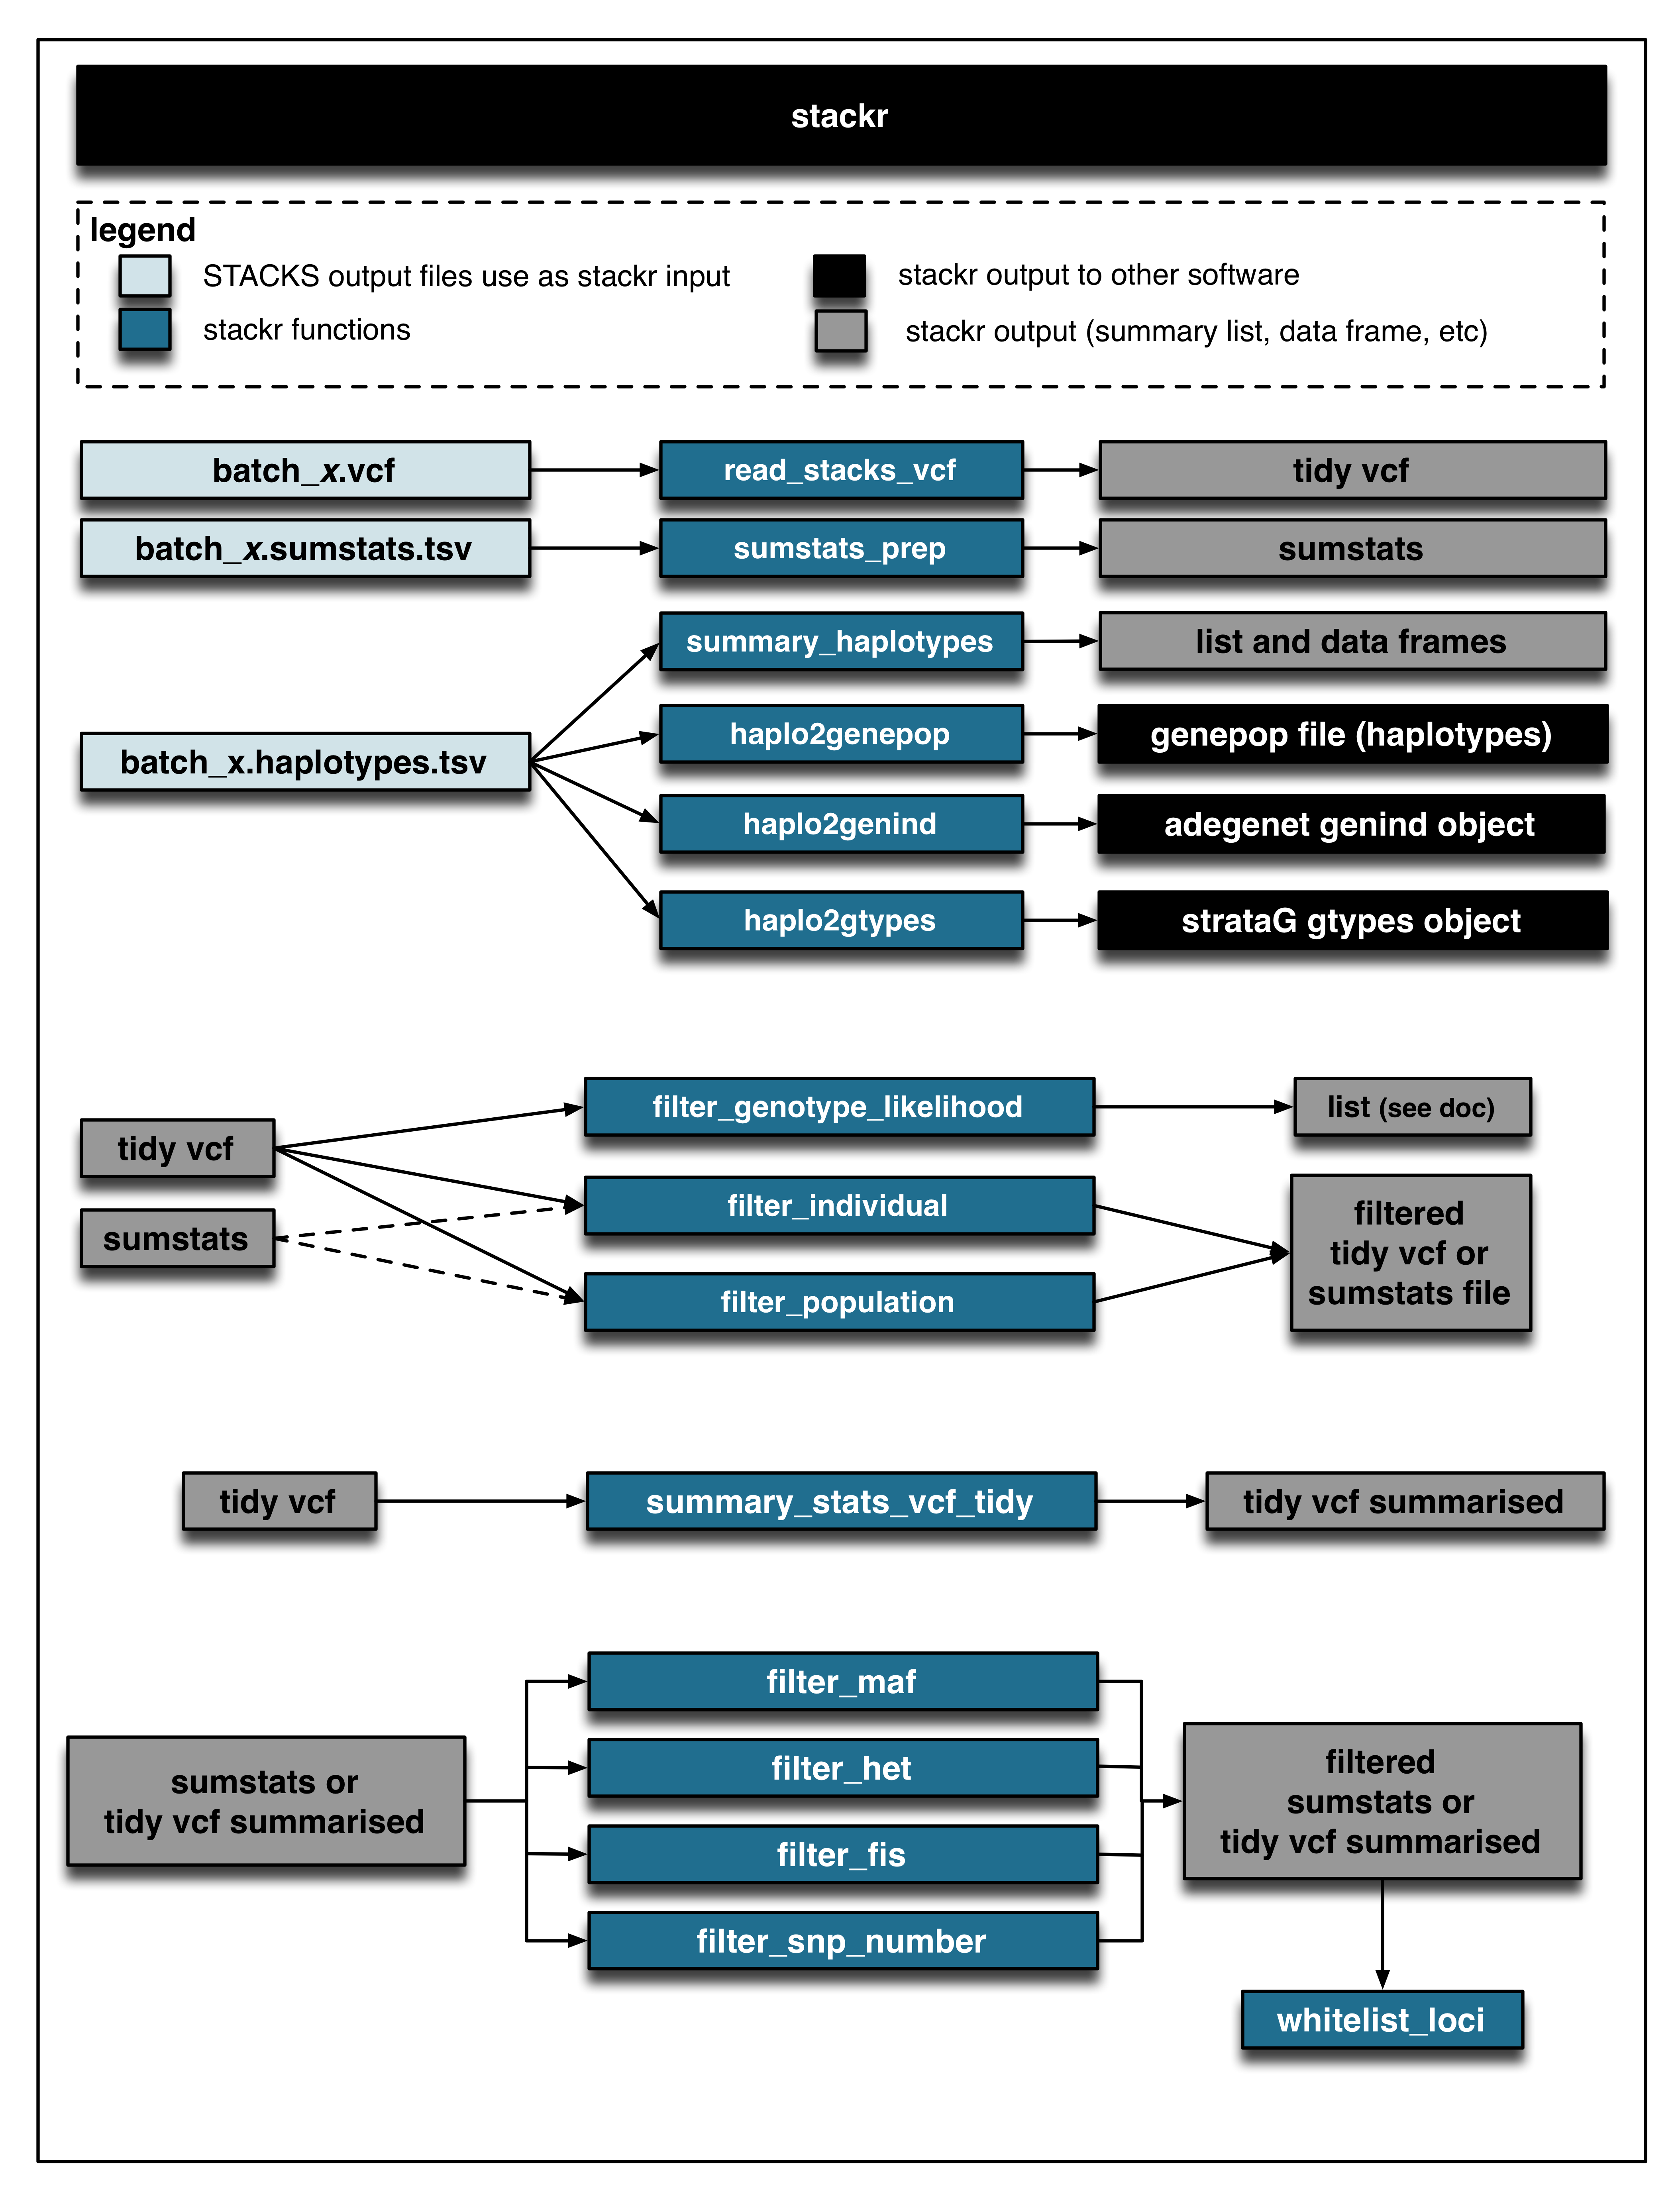 stackr
legend
STACKS output files use as stackr input
stackr output to other software
stackr functions
stackr output (summary list, data frame, etc)
batch_x.vcf
read_stacks_vcf
tidy vcf
batch_x.sumstats.tsv
sumstats_prep
sumstats
summary_haplotypes
list and data frames
batch_x.haplotypes.tsv
haplo2genepop
genepop file (haplotypes)
haplo2genind
adegenet genind object
haplo2gtypes
strataG gtypes object
tidy vcf
sumstats
filter_genotype_likelihood
list (see doc)
filter_individual
filter_population
filtered
tidy vcf or
sumstats file
tidy vcf
summary_stats_vcf_tidy
tidy vcf summarised
sumstats or
tidy vcf summarised
filter_maf
filter_het
filter_fis
filter_snp_number
filtered
sumstats or
tidy vcf summarised
whitelist_loci